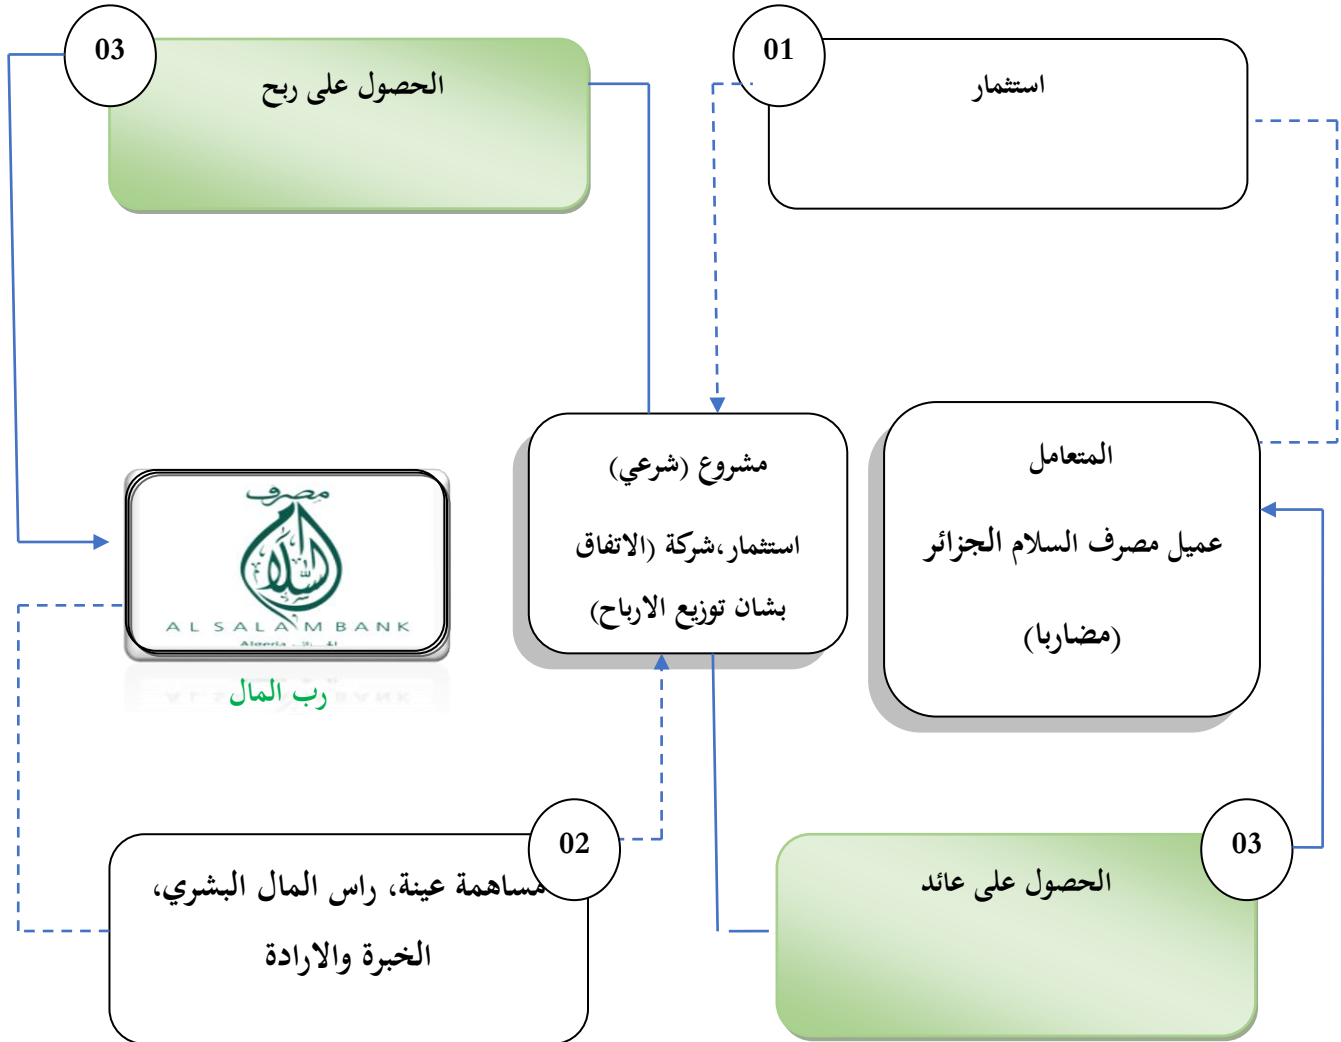 01
استثمار
03
الحصول على ربح
المتعامل
عميل مصرف السلام الجزائر
(مضاربا)
مشروع (شرعي)
استثمار،شركة (الاتفاق
بشان توزيع الارباح)
مصرف
السلام
AL SALAM BANK
Algeria
رب المال
02
مساهمة عينة، راس المال البشري،
الخبرة والارادة
03
الحصول على عائد